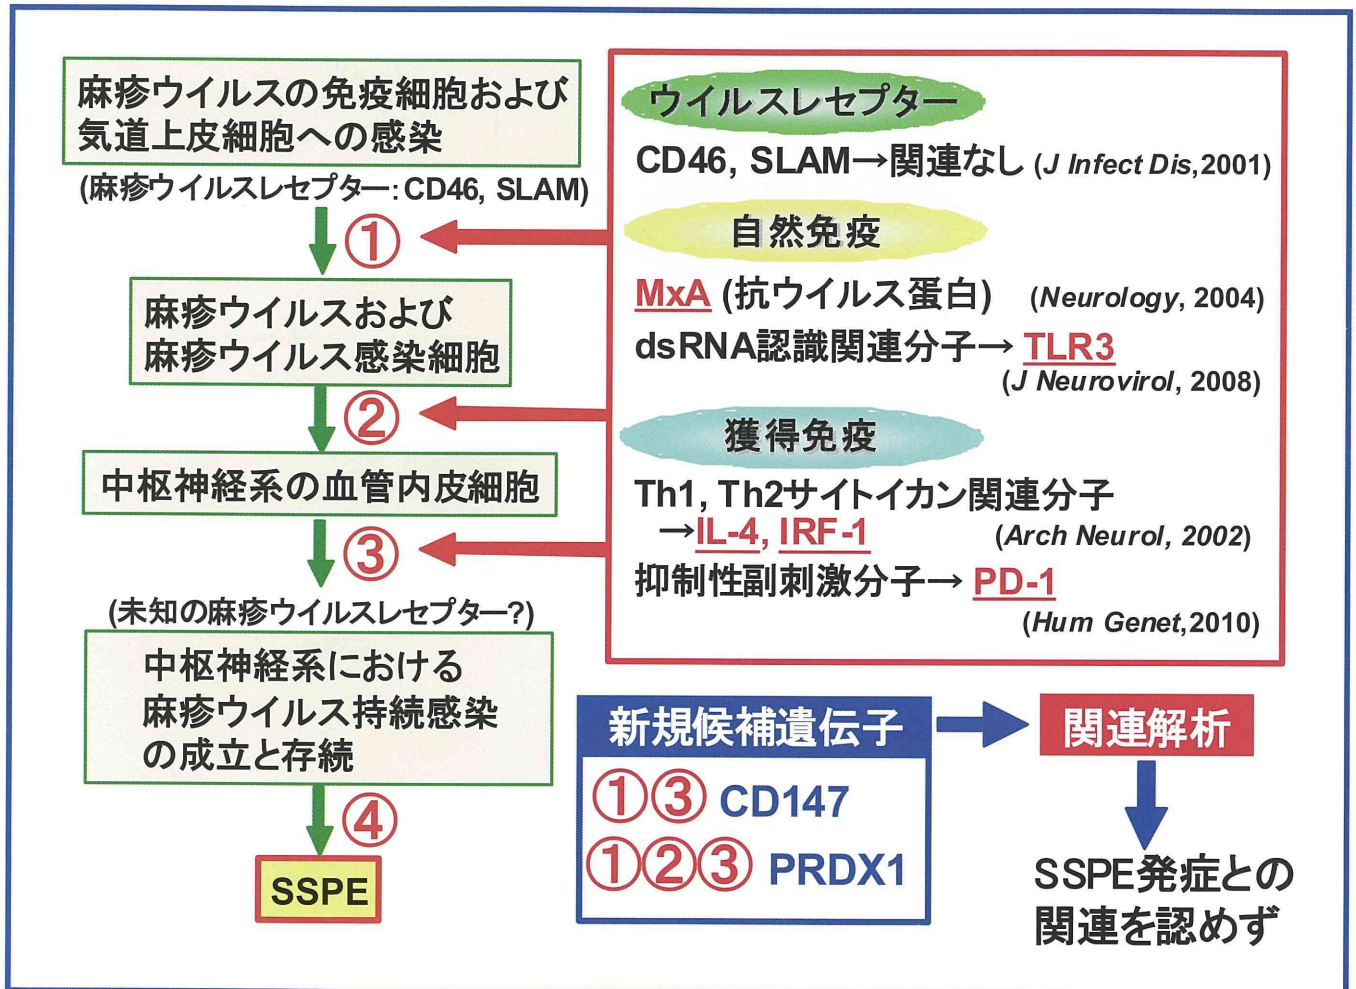 麻疹ウイルスの免疫細胞および
気道上皮細胞への感染
(麻疹ウイルスレセプター: CD46, SLAM)
①
麻疹ウイルスおよび
麻疹ウイルス感染細胞
②
中枢神経系の血管内皮細胞
③
(未知の麻疹ウイルスレセプター?)
中枢神経系における
麻疹ウイルス持続感染
の成立と存続
④
SSPE
ウイルスレセプター
CD46, SLAM→関連なし (J Infect Dis,2001)
自然免疫
MxA (抗ウイルス蛋白) (Neurology, 2004)
dsRNA認識関連分子→ TLR3
(J Neurovirol, 2008)
獲得免疫
Th1, Th2サイトイカン関連分子
→IL-4, IRF-1 (Arch Neurol, 2002)
抑制性副刺激分子→ PD-1
(Hum Genet,2010)
新規候補遺伝子
①③ CD147
①②③ PRDX1
関連解析
SSPE発症との
関連を認めず